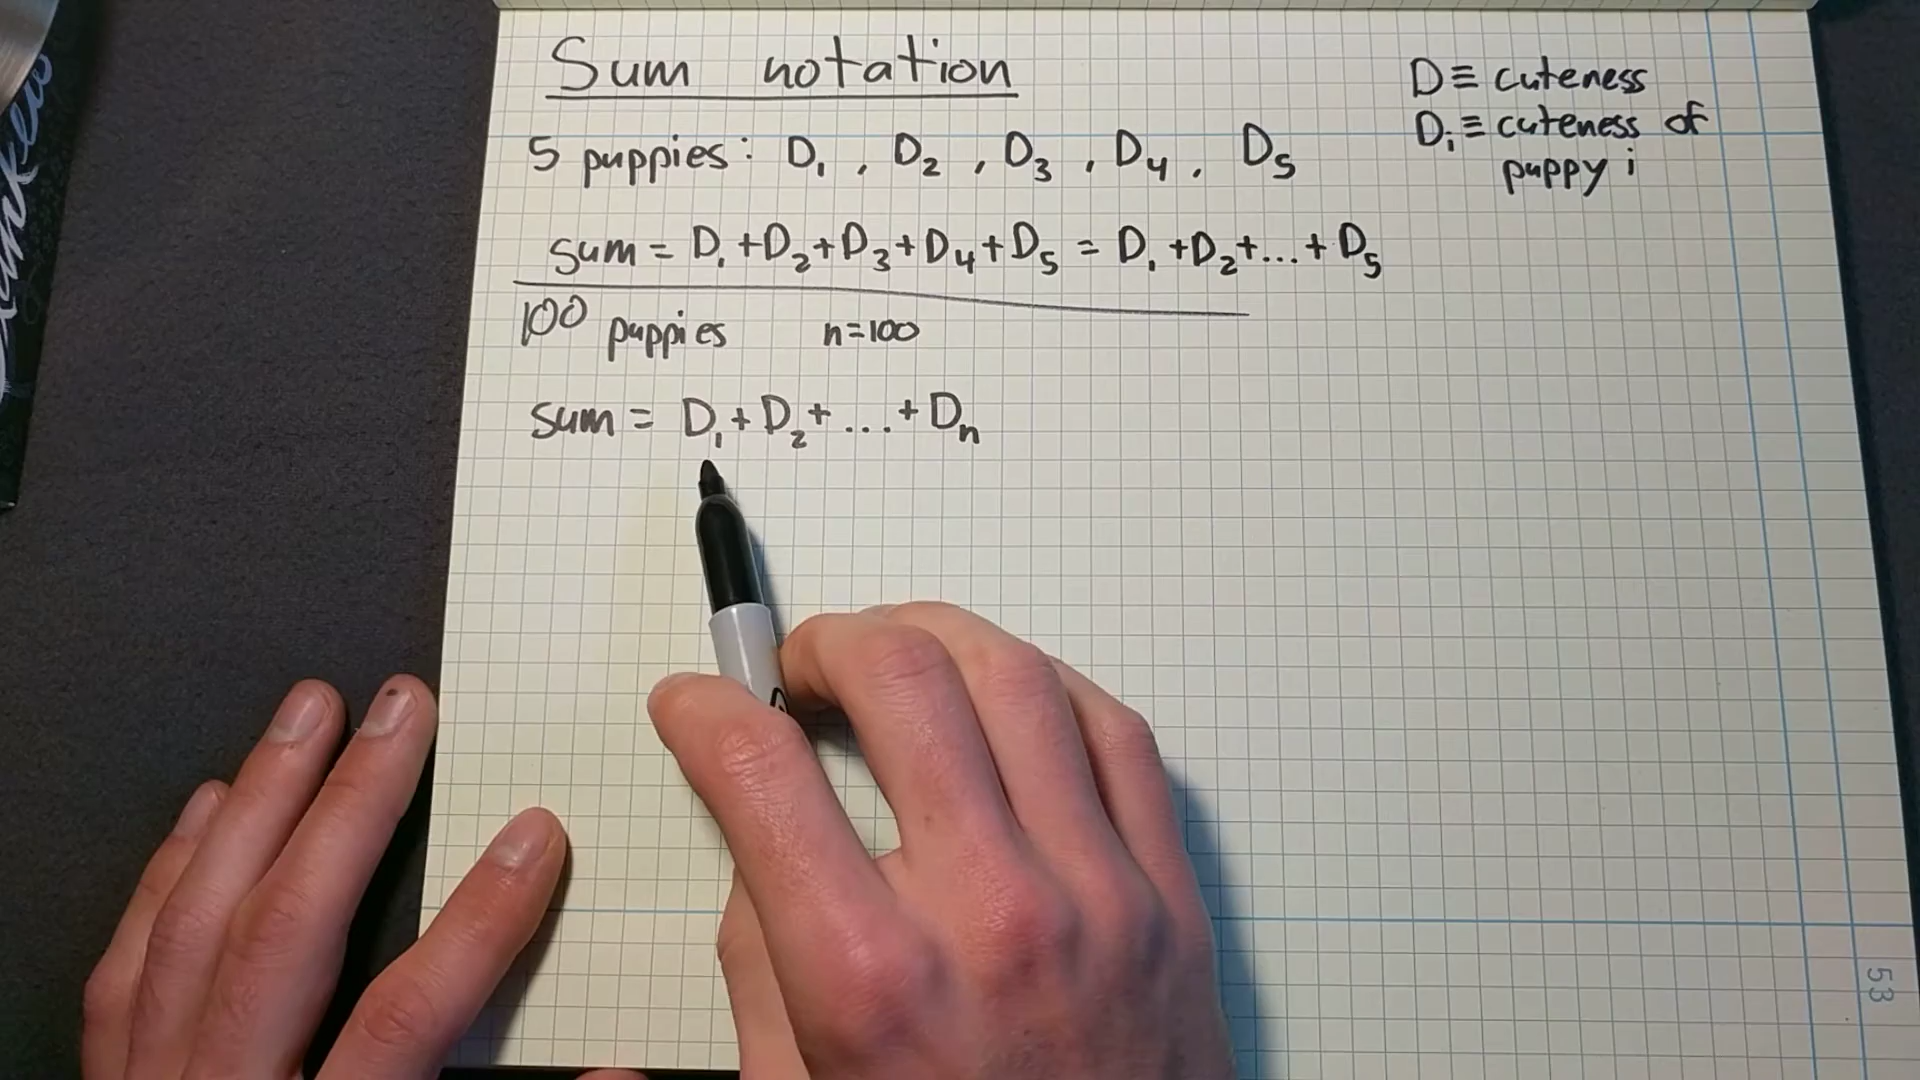 Sum notation
5 puppies: D₁, D₂, D₃, D₄, D₅
sum = D₁+D₂+D₃+D₄+D₅ = D₁+D₂+...+D₅
100 puppies n=100
sum = D₁+D₂+...+Dₙ
D≡ cuteness
Dᵢ≡ cuteness of
puppy i
53